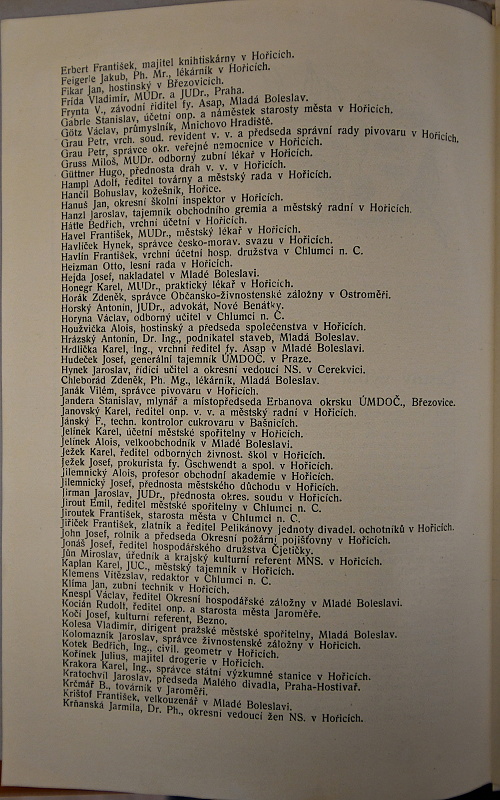 Erbert František, majitel knihtiskárny v Hořicích.
Feigerle Jakub, Ph. Mr., lékárník v Hořicích.
Fikar Jan, hostinský v Březovicích.
Frida Vladimír, MUDr. a JUDr., Praha.
Frynta V., závodní ředitel fy. Asap, Mladá Boleslav.
Gabrle Stanislav, účetní onp. a náměstek starosty města v Hořicích.
Götz Václav, průmyslník, Mnichovo Hradiště.
Grau Petr, vrch. soud. revident v. v. a předseda správní rady pivovaru v Hořicích.
Grau Petr, správce okr. veřejné nemocnice v Hořicích.
Gruss Miloš, MUDr. odborný zubní lékař v Hořicích.
Güttner Hugo, přednosta drah v. v. v Hořicích.
Hampl Adolf, ředitel továrny a městský rada v Hořicích.
Hančil Bohuslav, kožešník, Hořice.
Hanuš Jan, okresní školní inspektor v Hořicích.
Hanzl Jaroslav, tajemník obchodního gremia a městský radní v Hořicích.
Hátle Bedřich, vrchní účetní v Hořicích.
Havel František, MUDr., městský lékař v Hořicích.
Havlíček Hynek, správce česko-morav. svazu v Hořicích.
Havlín František, vrchní účetní hosp. družstva v Chlumci n. C.
Heizman Otto, lesní rada v Hořicích.
Hejda Josef, nakladatel v Mladé Boleslavi.
Honegr Karel, MUDr., praktický lékař v Hořicích.
Horák Zdeněk, správce Občansko-živnostenské záložny v Ostroměři.
Horský Antonín, JUDr., advokát, Nové Benátky.
Horyna Václav, odborný učitel v Chlumci n. C.
Houžvička Alois, hostinský a předseda společenstva v Hořicích.
Hrázský Antonín, Dr. Ing., podnikatel staveb, Mladá Boleslav.
Hrdlička Karel, Ing., vrchní ředitel fy. Asap v Mladé Boleslavi.
Hudeček Josef, generální tajemník ÚMDOČ. v Praze.
Hynek Jaroslav, řídící učitel a okresní vedoucí NS. v Cerekvici.
Chleborád Zdeněk, Ph. Mg., lékárník, Mladá Boleslav.
Janák Vilém, správce pivovaru v Hořicích.
Jandera Stanislav, mlynář a místopředseda Erbanova okrsku ÚMDOČ., Březovice.
Janovský Karel, ředitel onp. v. v. a městský radní v Hořicích.
Jánský F., techn. kontrolor cukrovaru v Bašnicích.
Jelínek Karel, účetní městské spořitelny v Hořicích.
Jelínek Alois, velkoobchodník v Mladé Boleslavi.
Ježek Karel, ředitel odborných živnost. škol v Hořicích.
Ježek Josef, prokurista fy. Gschwendt a spol. v Hořicích.
Jilemnický Alois, profesor obchodní akademie v Hořicích.
Jilemnický Josef, přednosta městského důchodu v Hořicích.
Jirman Jaroslav, JUDr., přednosta okres. soudu v Hořicích.
Jirout Emil, ředitel městské spořitelny v Chlumci n. C.
Jiroutek František, starosta města v Chlumci n. C.
Jiříček František, zlatník a ředitel Pelikánovy jednoty divadel. ochotníků v Hořicích.
John Josef, rolník a předseda Okresní požární pojišťovny v Hořicích.
Jonáš Josef, ředitel hospodářského družstva Čjetičky.
Jůn Miroslav, úředník a krajský kulturní referent MNS. v Hořicích.
Kaplan Karel, JUC., městský tajemník v Hořicích.
Klemens Vítězslav, redaktor v Chlumci n. C.
Klíma Jan, zubní technik v Hořicích.
Knespl Václav, ředitel Okresní hospodářské záložny v Mladé Boleslavi.
Kocián Rudolf, ředitel onp. a starosta města Jaroměře.
Kočí Josef, kulturní referent, Bezno.
Kolesa Vladimír, dirigent pražské městské spořitelny, Mladá Boleslav.
Kolomazník Jaroslav, správce živnostenské záložny v Hořicích.
Kotek Bedřich, Ing., civil. geometr v Hořicích.
Kořínek Julius, majitel drogerie v Hořicích.
Krakora Karel, Ing., správce státní výzkumné stanice v Hořicích.
Kratochvíl Jaroslav, předseda Malého divadla, Praha-Hostivař.
Krčmář B., továrník v Jaroměři.
Krištof František, velkouzenář v Mladé Boleslavi.
Krňanská Jarmila, Dr. Ph., okresní vedoucí žen NS. v Hořicích.